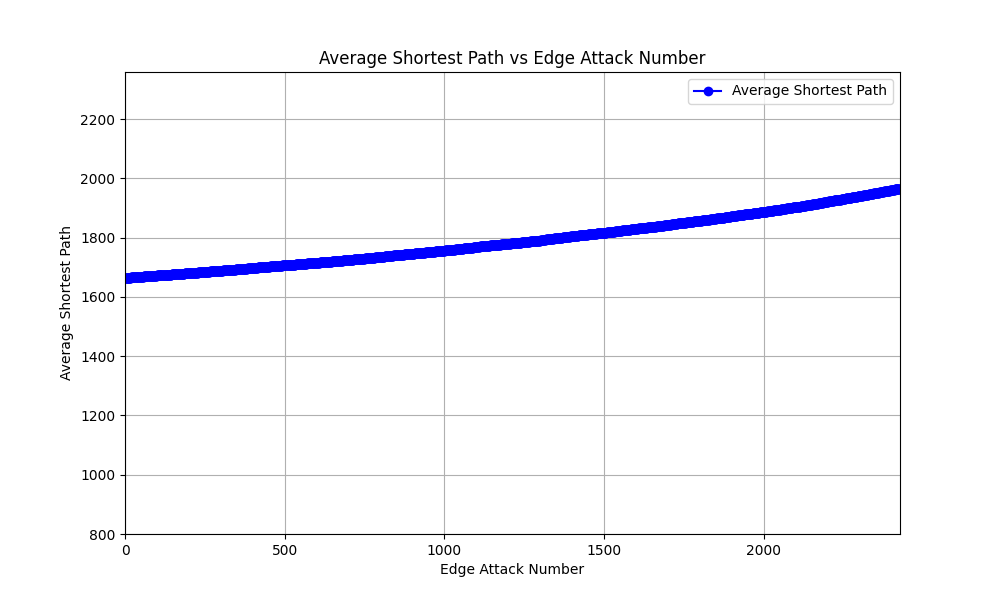 Average Shortest Path vs Edge Attack Number
Average Shortest Path
2200
2000
1800
1600
1400
1200
1000
800
Average Shortest Path
0 500 1000 1500 2000
Edge Attack Number